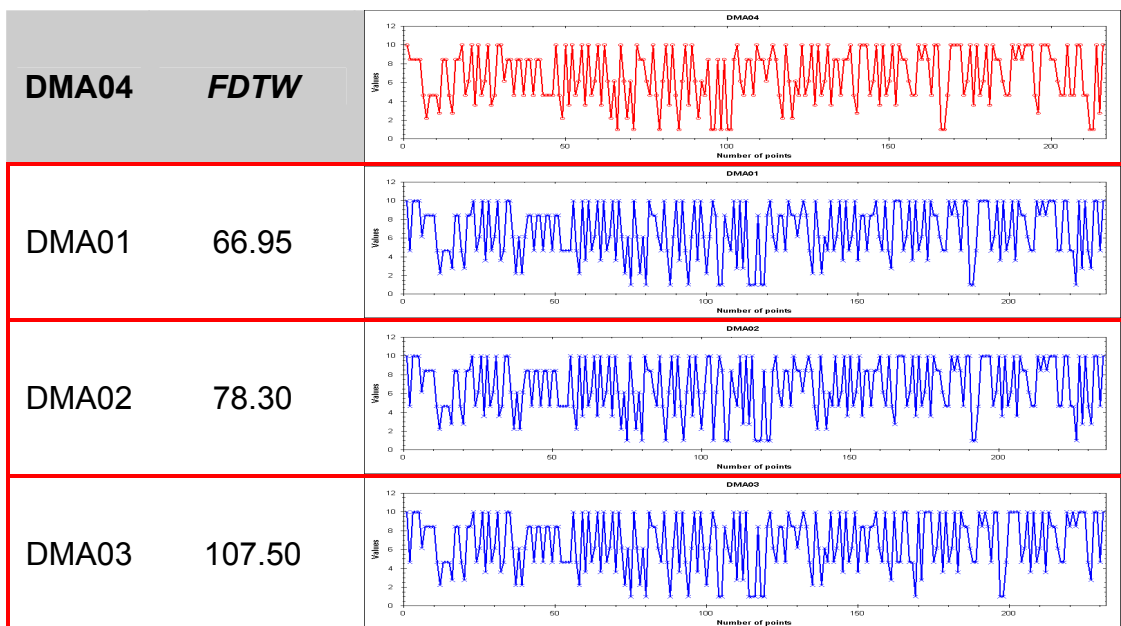 DMA04 FDTW
DMA04
12
10
8
6
4
2
0
Values
0 50 100 150 200
Number of points
DMA01 66.95
DMA01
12
10
8
6
4
2
0
Values
0 50 100 150 200
Number of points
DMA02 78.30
DMA02
12
10
8
6
4
2
0
Values
0 50 100 150 200
Number of points
DMA03 107.50
DMA03
12
10
8
6
4
2
0
Values
0 50 100 150 200
Number of points